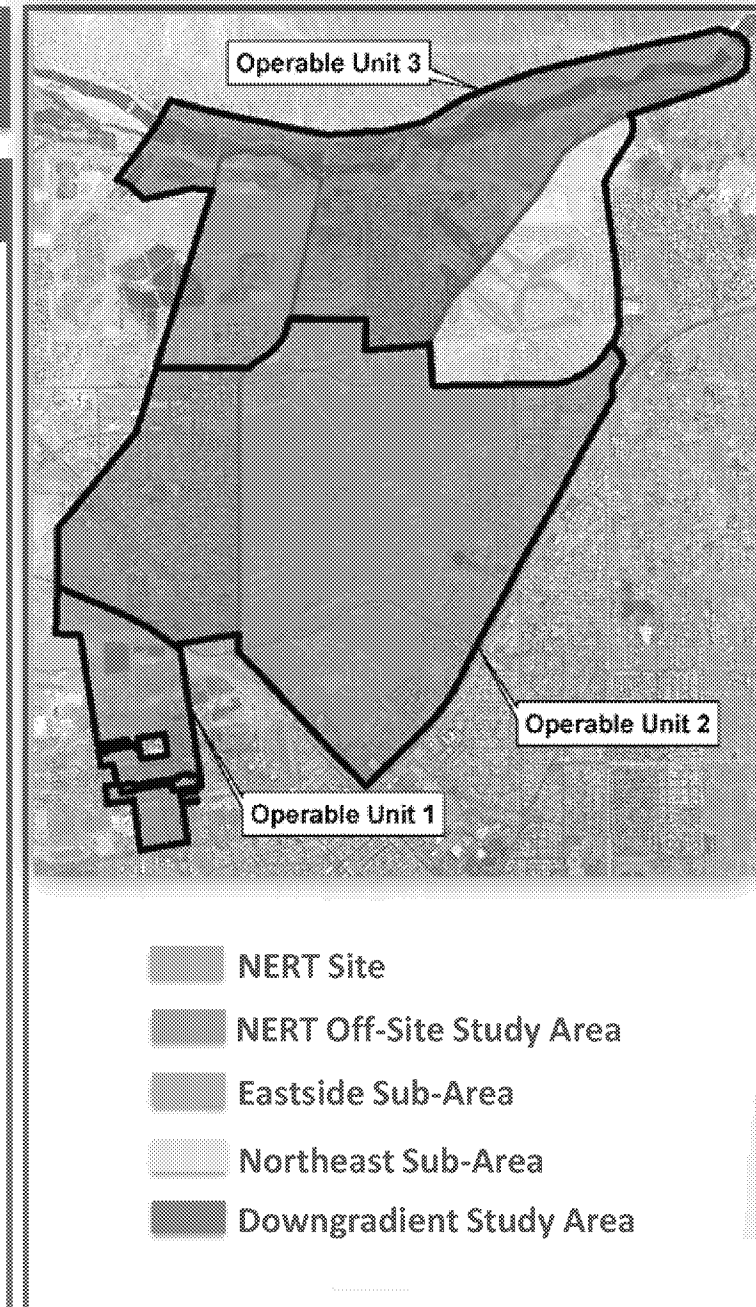 Operable Unit 3
Operable Unit 2
Operable Unit 1
NERT Site
NERT Off-Site Study Area
Eastside Sub-Area
Northeast Sub-Area
Downgradient Study Area